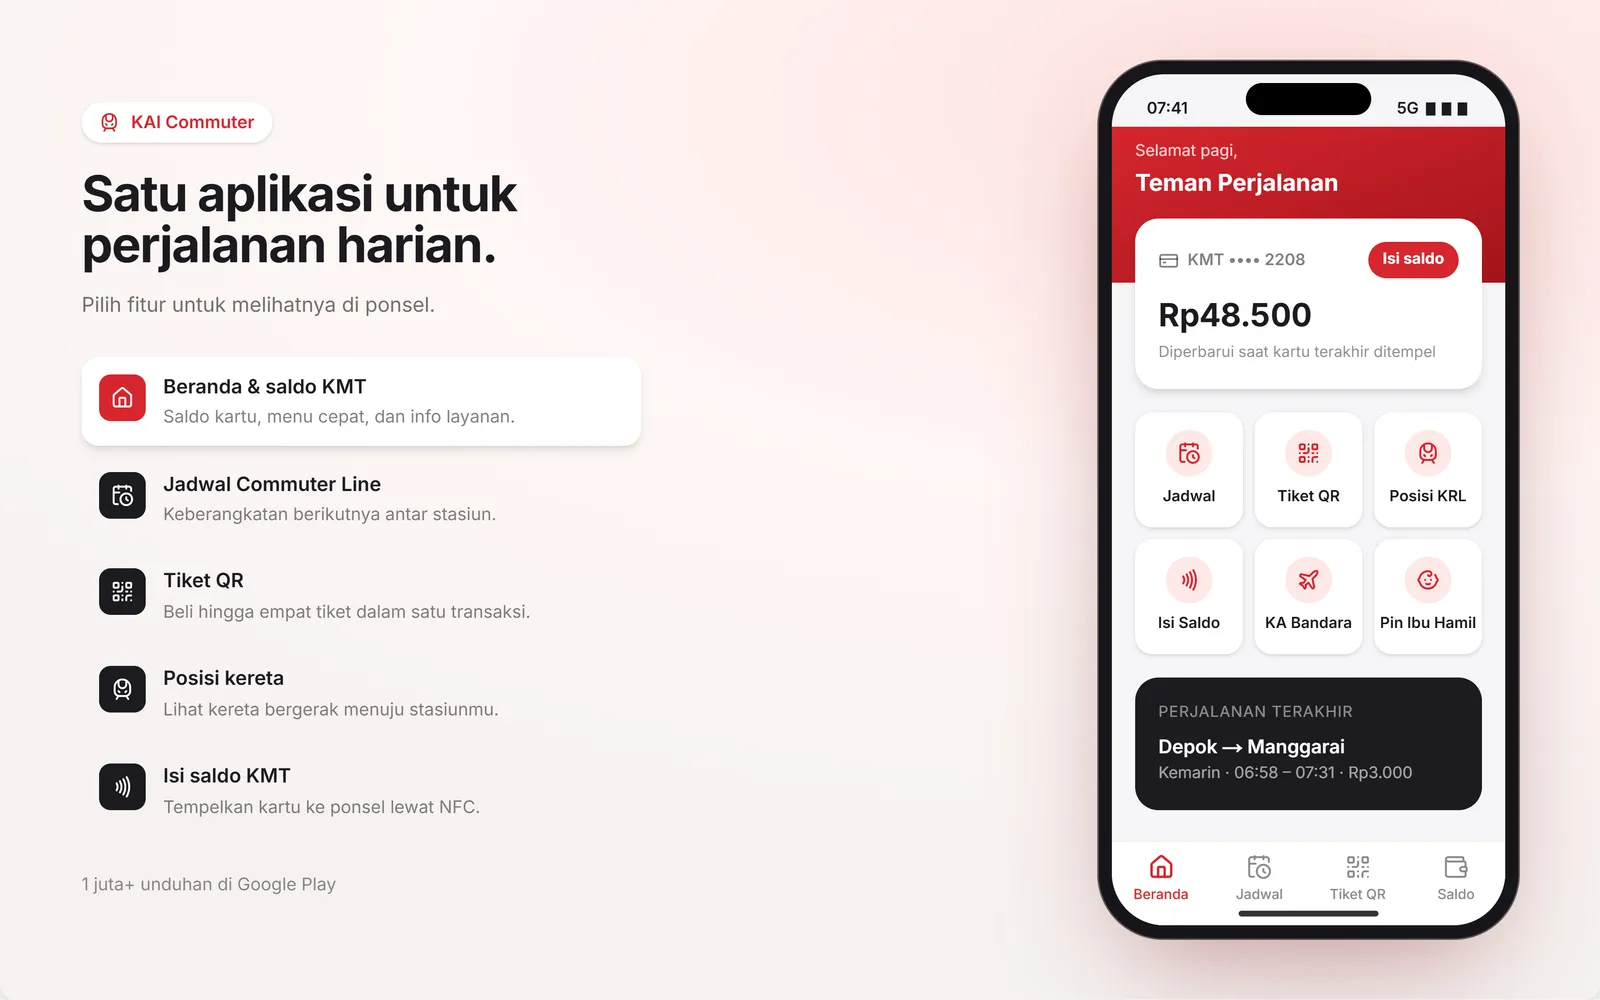 KAI Commuter
Satu aplikasi untuk
perjalanan harian.
Pilih fitur untuk melihatnya di ponsel.
Beranda & saldo KMT
Saldo kartu, menu cepat, dan info layanan.
Jadwal Commuter Line
Keberangkatan berikutnya antar stasiun.
Tiket QR
Beli hingga empat tiket dalam satu transaksi.
Posisi kereta
Lihat kereta bergerak menuju stasiunmu.
Isi saldo KMT
Tempelkan kartu ke ponsel lewat NFC.
1 juta+ unduhan di Google Play
07:41
5G
Selamat pagi,
Teman Perjalanan
KMT •••• 2208
Isi saldo
Rp48.500
Diperbarui saat kartu terakhir ditempel
Jadwal
Tiket QR
Posisi KRL
Isi Saldo
KA Bandara
Pin Ibu Hamil
PERJALANAN TERAKHIR
Depok → Manggarai
Kemarin · 06:58 – 07:31 · Rp3.000
Beranda
Jadwal
Tiket QR
Saldo